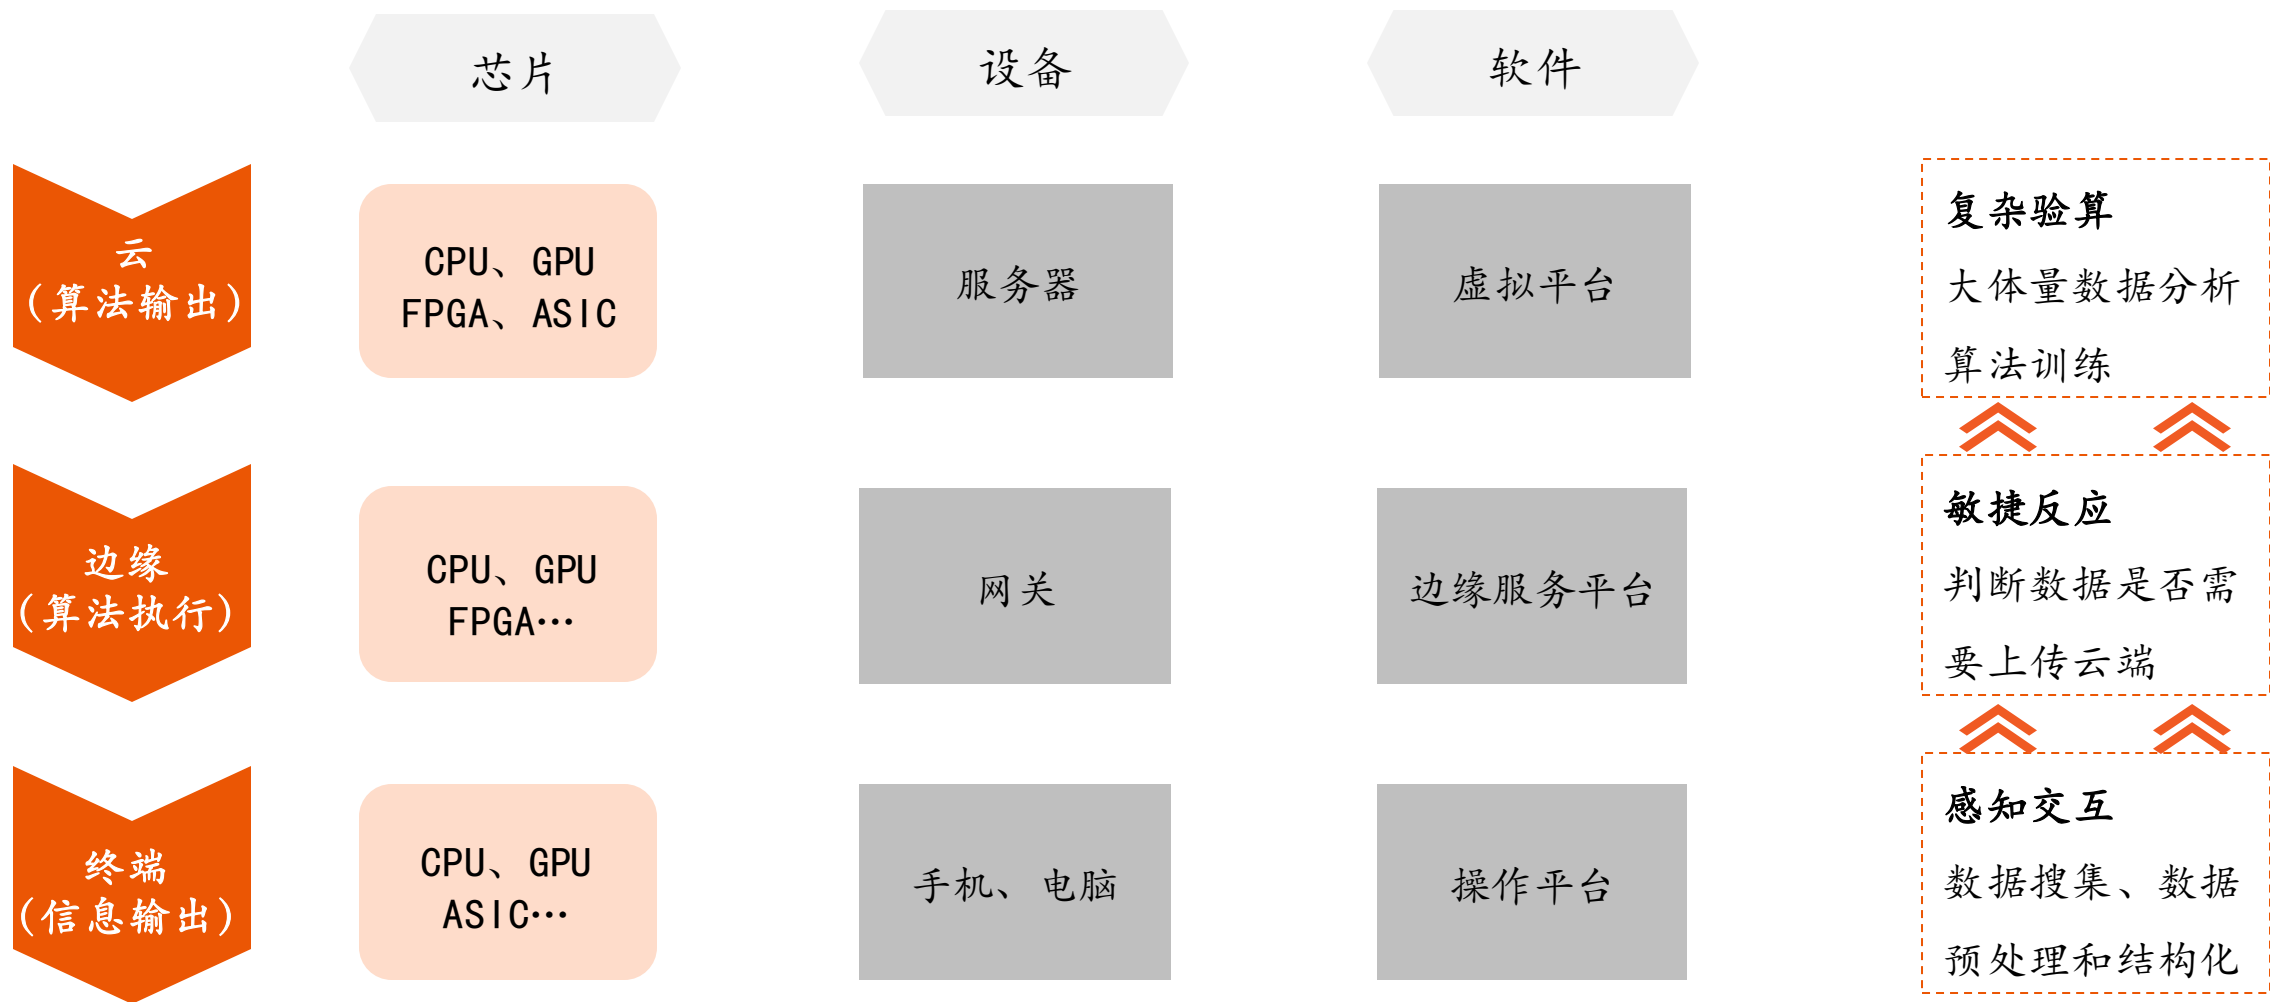 芯片
设备
软件
云
(算法输出)
CPU、GPU
FPGA、ASIC
服务器
虚拟平台
复杂验算
大体量数据分析
算法训练
边缘
(算法执行)
CPU、GPU
FPGA…
网关
边缘服务平台
敏捷反应
判断数据是否需
要上传云端
终端
(信息输出)
CPU、GPU
ASIC…
手机、电脑
操作平台
感知交互
数据搜集、数据
预处理和结构化